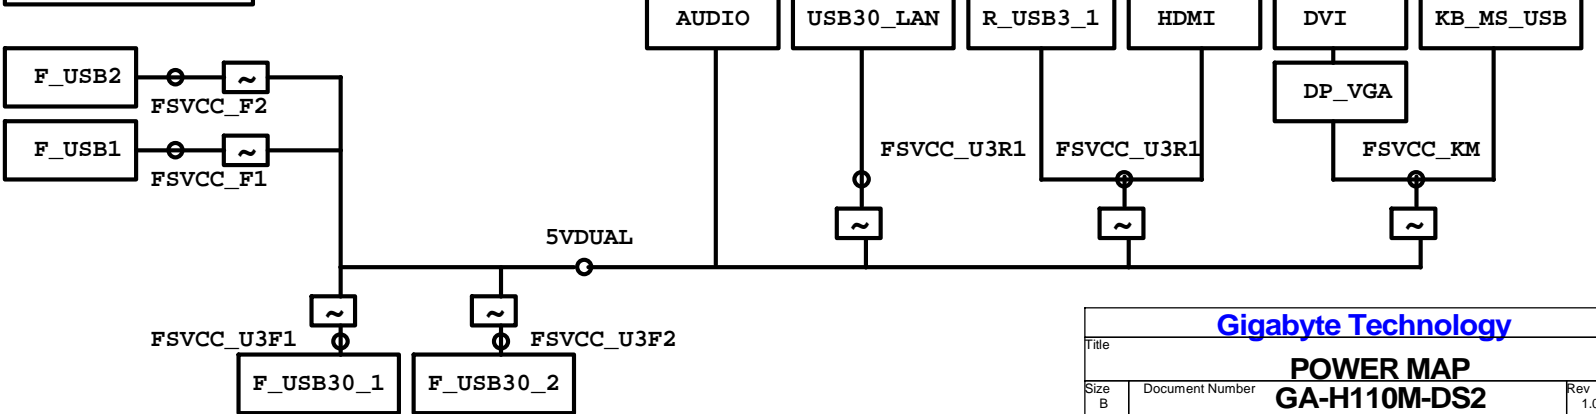 AUDIO
USB30_LAN
R_USB3_1
HDMI
DVI
KB_MS_USB
F_USB2
~
FSVCC_F2
DP_VGA
F_USB1
~
FSVCC_F1
FSVCC_U3R1
FSVCC_U3R1
FSVCC_KM
~
~
~
5VDUAL
~
~
FSVCC_U3F1
FSVCC_U3F2
F_USB30_1
F_USB30_2
Gigabyte Technology
Title
POWER MAP
Size
Document Number
Rev
B
GA-H110M-DS2